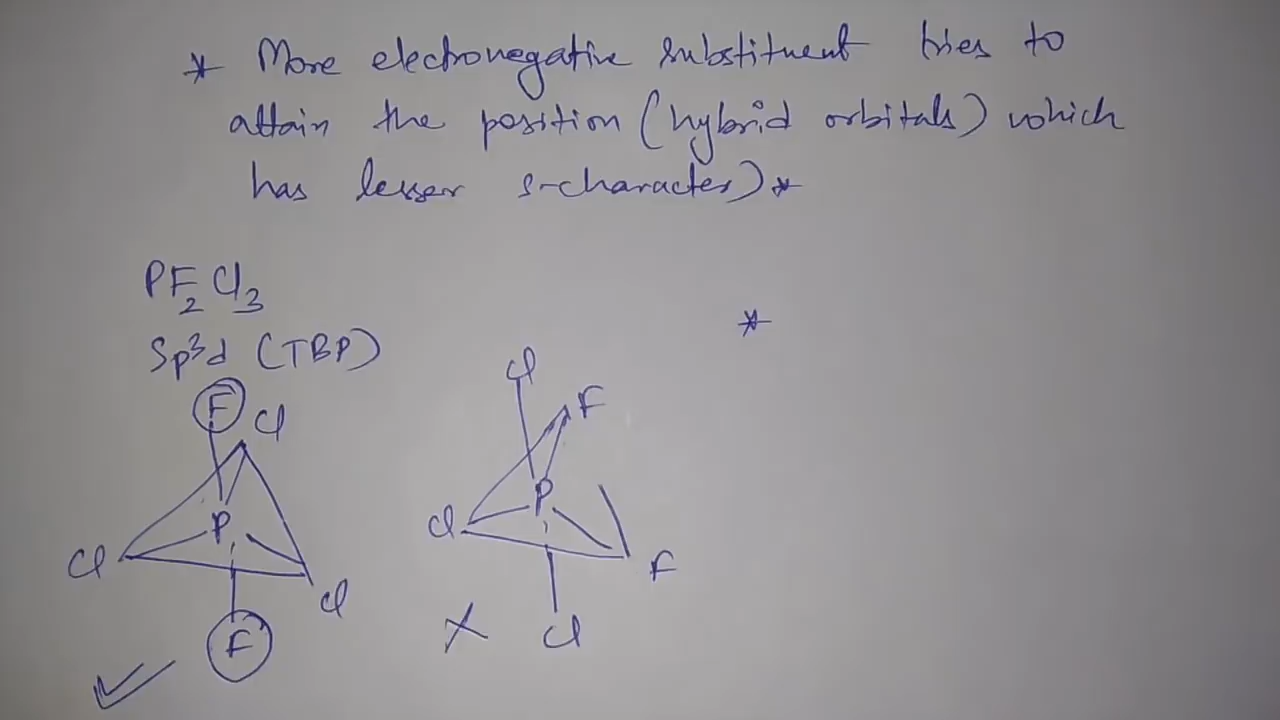 * More electronegative substituent tries to
attain the position (hybrid orbitals) which
has lesser s-character) *
PF2Cl3
*
Sp3d (TBP)
Cl
F
Cl
F
P
P
Cl
Cl
Cl
F
F
Cl